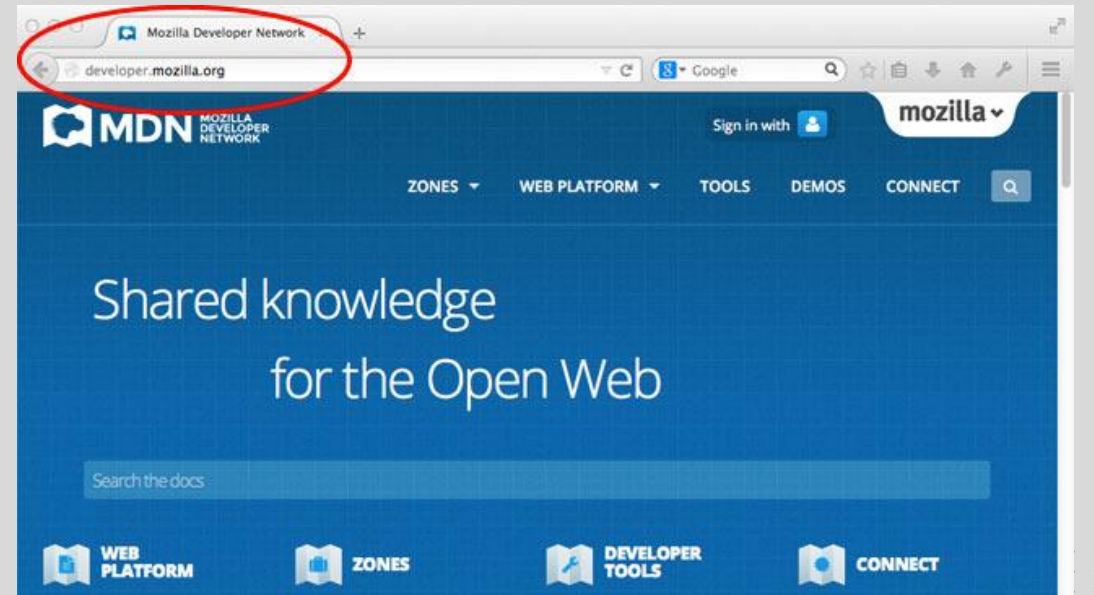 Mozilla Developer Network
developer.mozilla.org
Google
MDN MOZILLA DEVELOPER NETWORK
Sign in with
mozilla
ZONES
WEB PLATFORM
TOOLS
DEMOS
CONNECT
Shared knowledge
for the Open Web
Search the docs
WEB PLATFORM
ZONES
DEVELOPER TOOLS
CONNECT